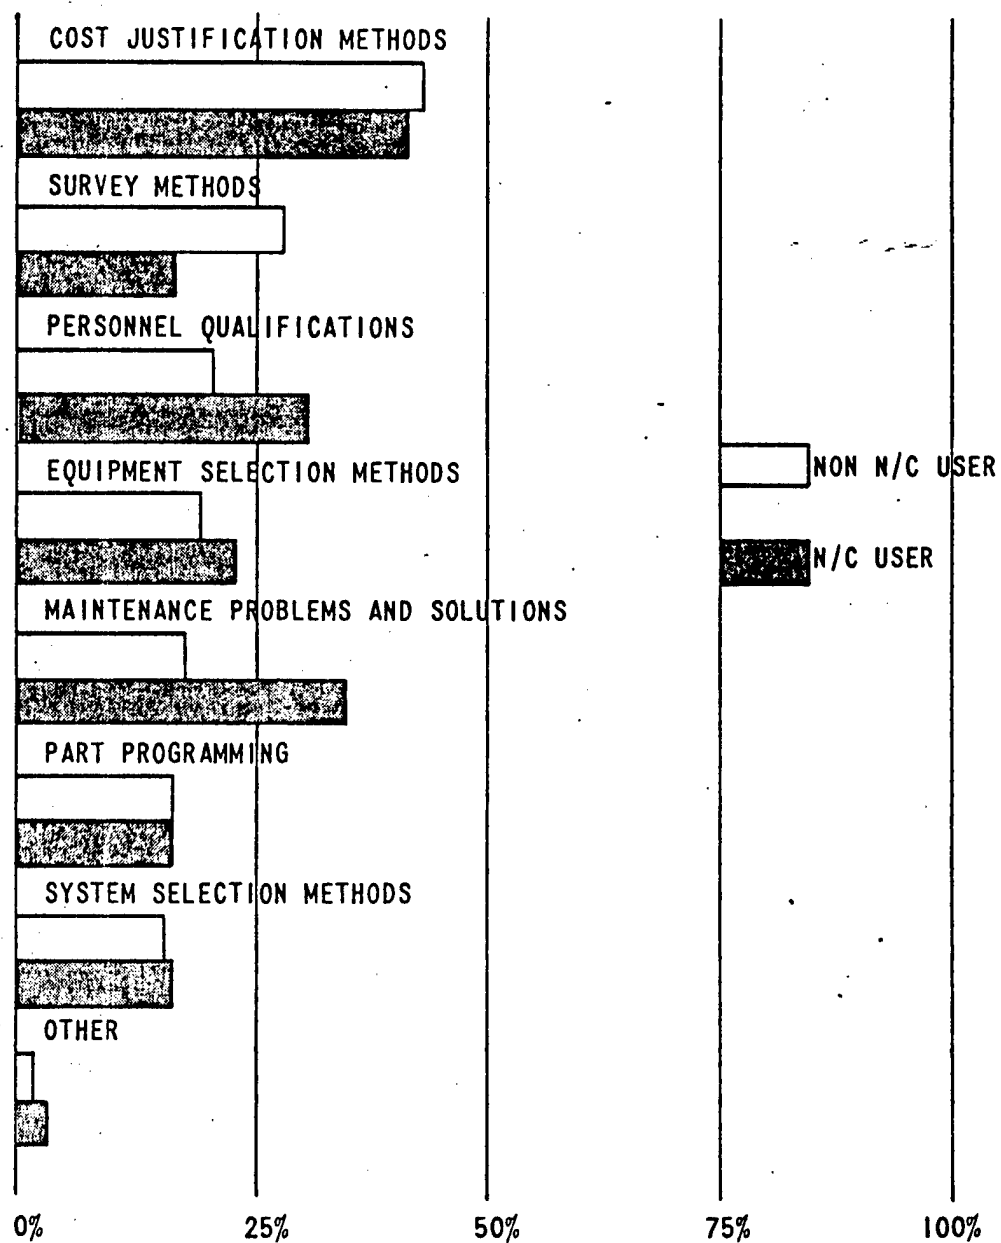 COST JUSTIFICATION METHODS
SURVEY METHODS
PERSONNEL QUALIFICATIONS
EQUIPMENT SELECTION METHODS
NON N/C USER
N/C USER
MAINTENANCE PROBLEMS AND SOLUTIONS
PART PROGRAMMING
SYSTEM SELECTION METHODS
OTHER
0% 25% 50% 75% 100%